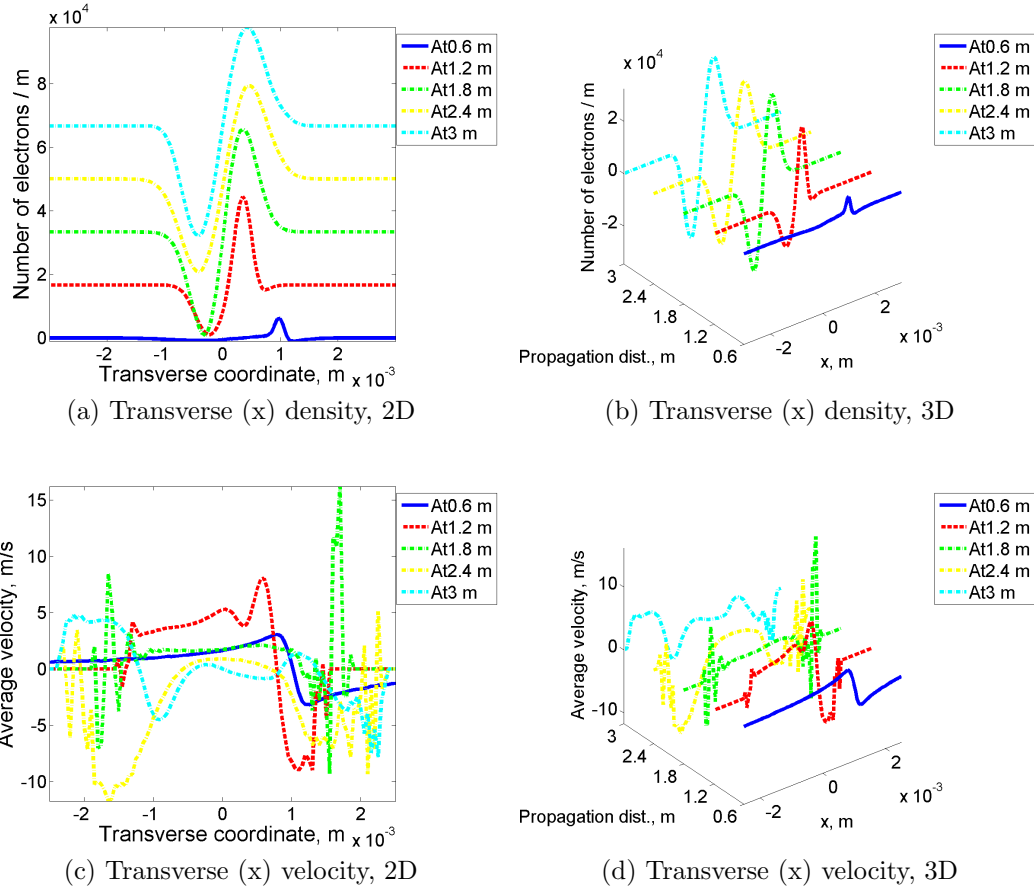 x 10⁴
8
6
4
2
0
Number of electrons / m
-2 -1 0 1 2
Transverse coordinate, m x 10⁻³
At0.6 m
At1.2 m
At1.8 m
At2.4 m
At3 m
(a) Transverse (x) density, 2D
x 10⁴
2
0
-2
Number of electrons / m
3
2.4
1.8
1.2
0.6
Propagation dist., m
-2 0 2
x 10⁻³
x, m
At0.6 m
At1.2 m
At1.8 m
At2.4 m
At3 m
(b) Transverse (x) density, 3D
15
10
5
0
-5
-10
Average velocity, m/s
-2 -1 0 1 2
Transverse coordinate, m x 10⁻³
At0.6 m
At1.2 m
At1.8 m
At2.4 m
At3 m
(c) Transverse (x) velocity, 2D
10
0
-10
Average velocity, m/s
3
2.4
1.8
1.2
0.6
Propagation dist., m
-2 0 2
x 10⁻³
x, m
At0.6 m
At1.2 m
At1.8 m
At2.4 m
At3 m
(d) Transverse (x) velocity, 3D